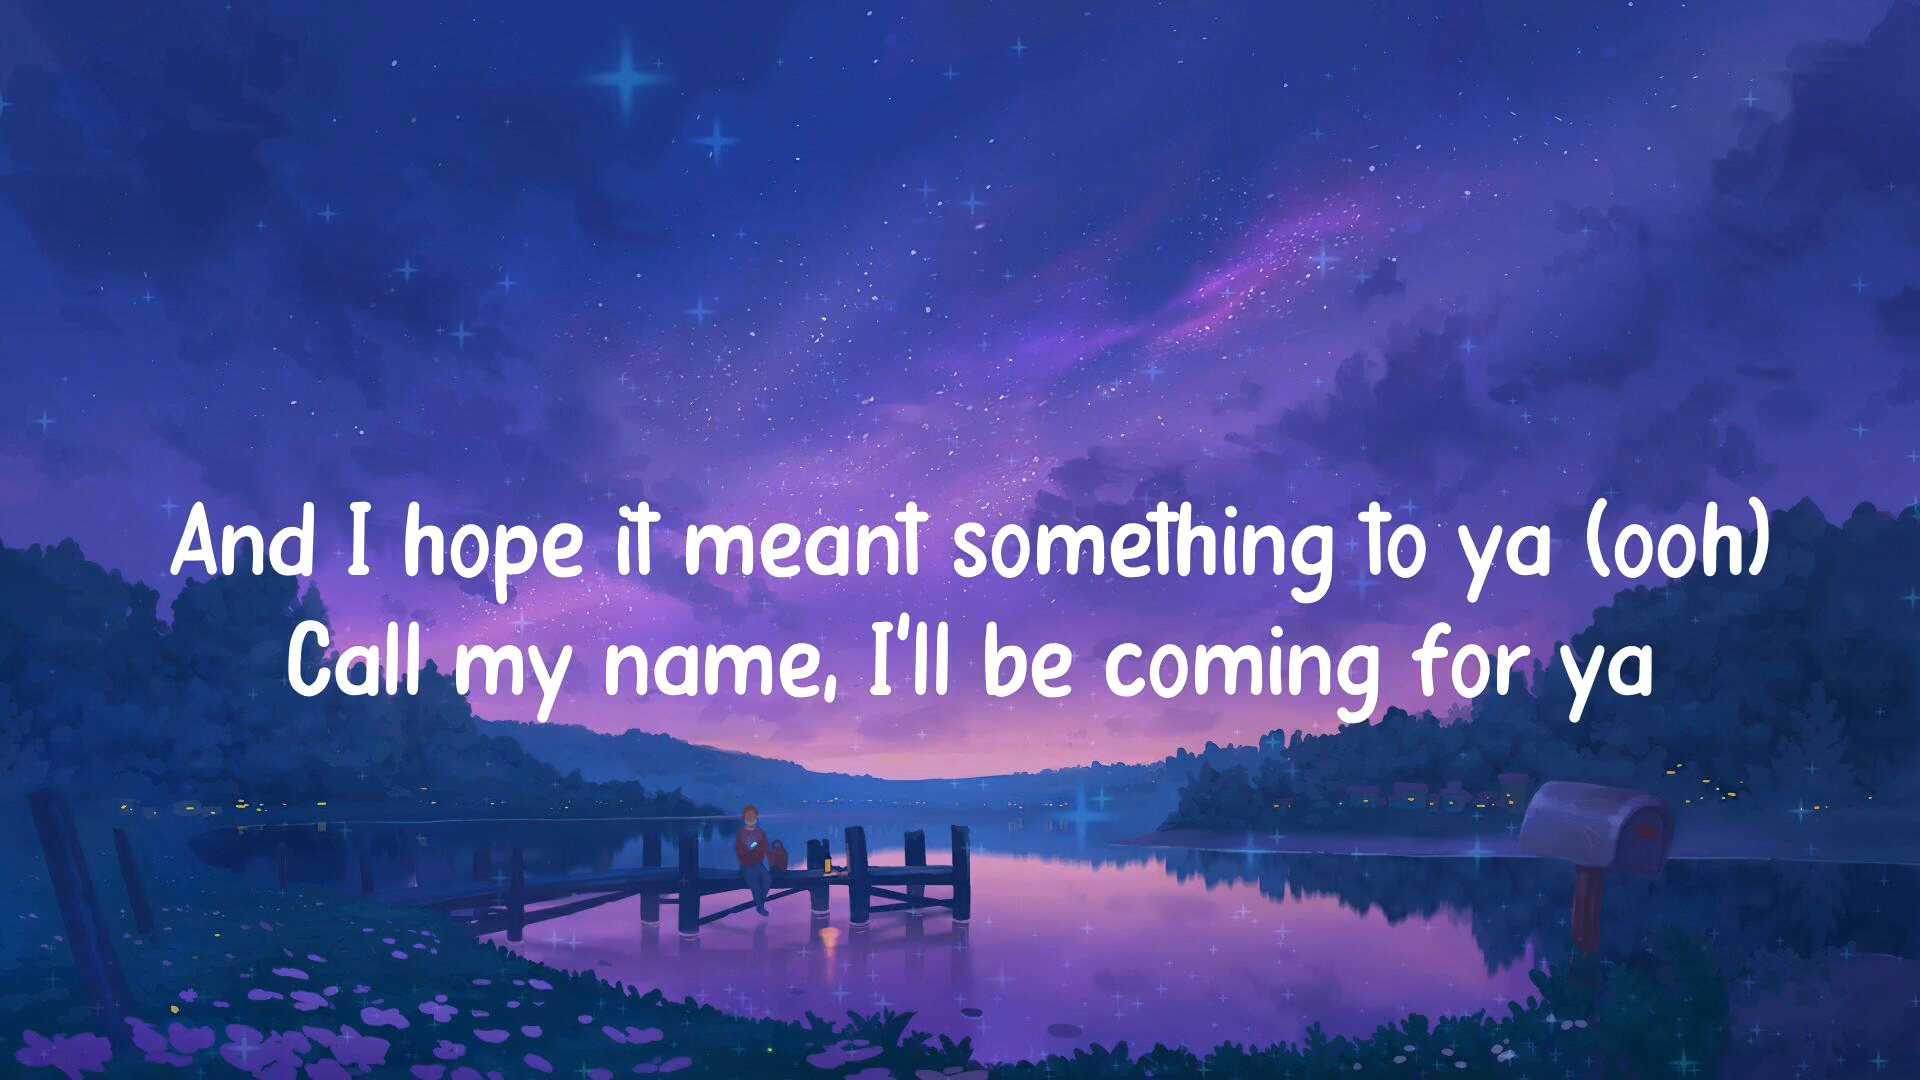 And I hope it meant something to ya (ooh)
Call my name, I'll be coming for ya